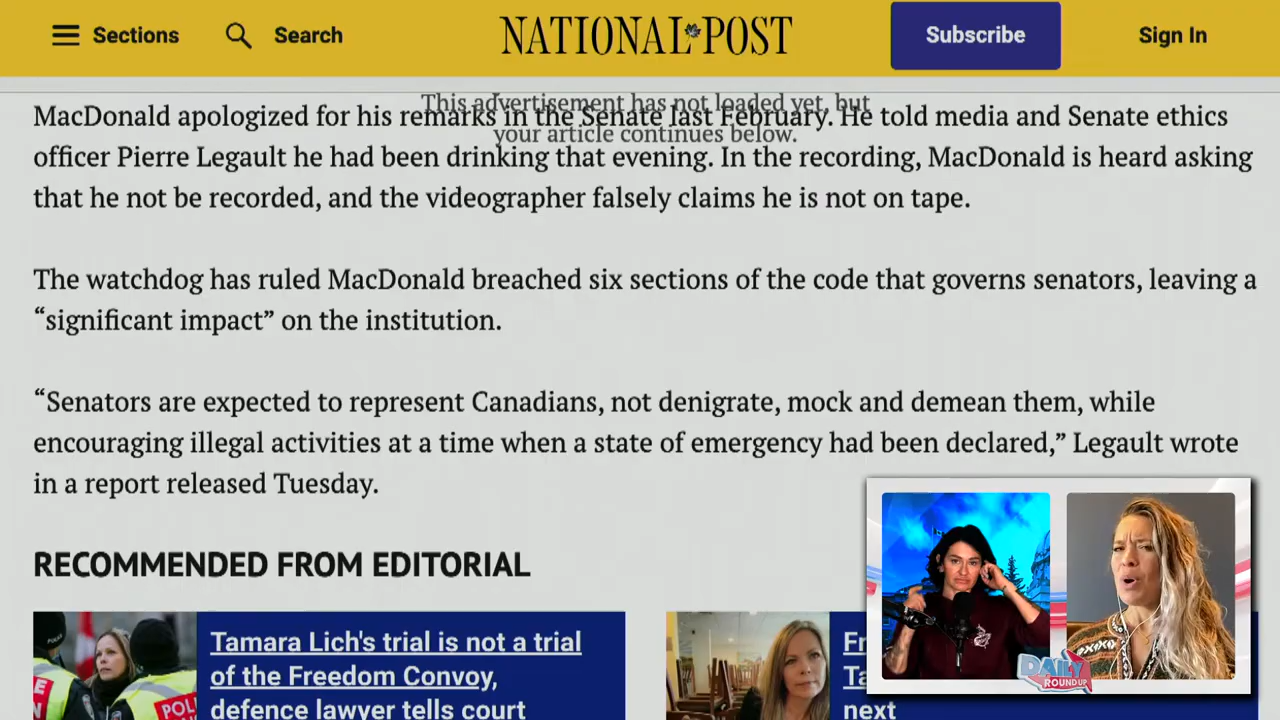 Sections
Search
NATIONAL POST
Subscribe
Sign In
This advertisement has not loaded yet, but
your article continues below.
MacDonald apologized for his remarks in the Senate last February. He told media and Senate ethics
officer Pierre Legault he had been drinking that evening. In the recording, MacDonald is heard asking
that he not be recorded, and the videographer falsely claims he is not on tape.
The watchdog has ruled MacDonald breached six sections of the code that governs senators, leaving a
“significant impact” on the institution.
“Senators are expected to represent Canadians, not denigrate, mock and demean them, while
encouraging illegal activities at a time when a state of emergency had been declared,” Legault wrote
in a report released Tuesday.
RECOMMENDED FROM EDITORIAL
Tamara Lich's trial is not a trial
of the Freedom Convoy,
defence lawyer tells court
Fr
Ta
next
DAILY
ROUNDUP
POLI